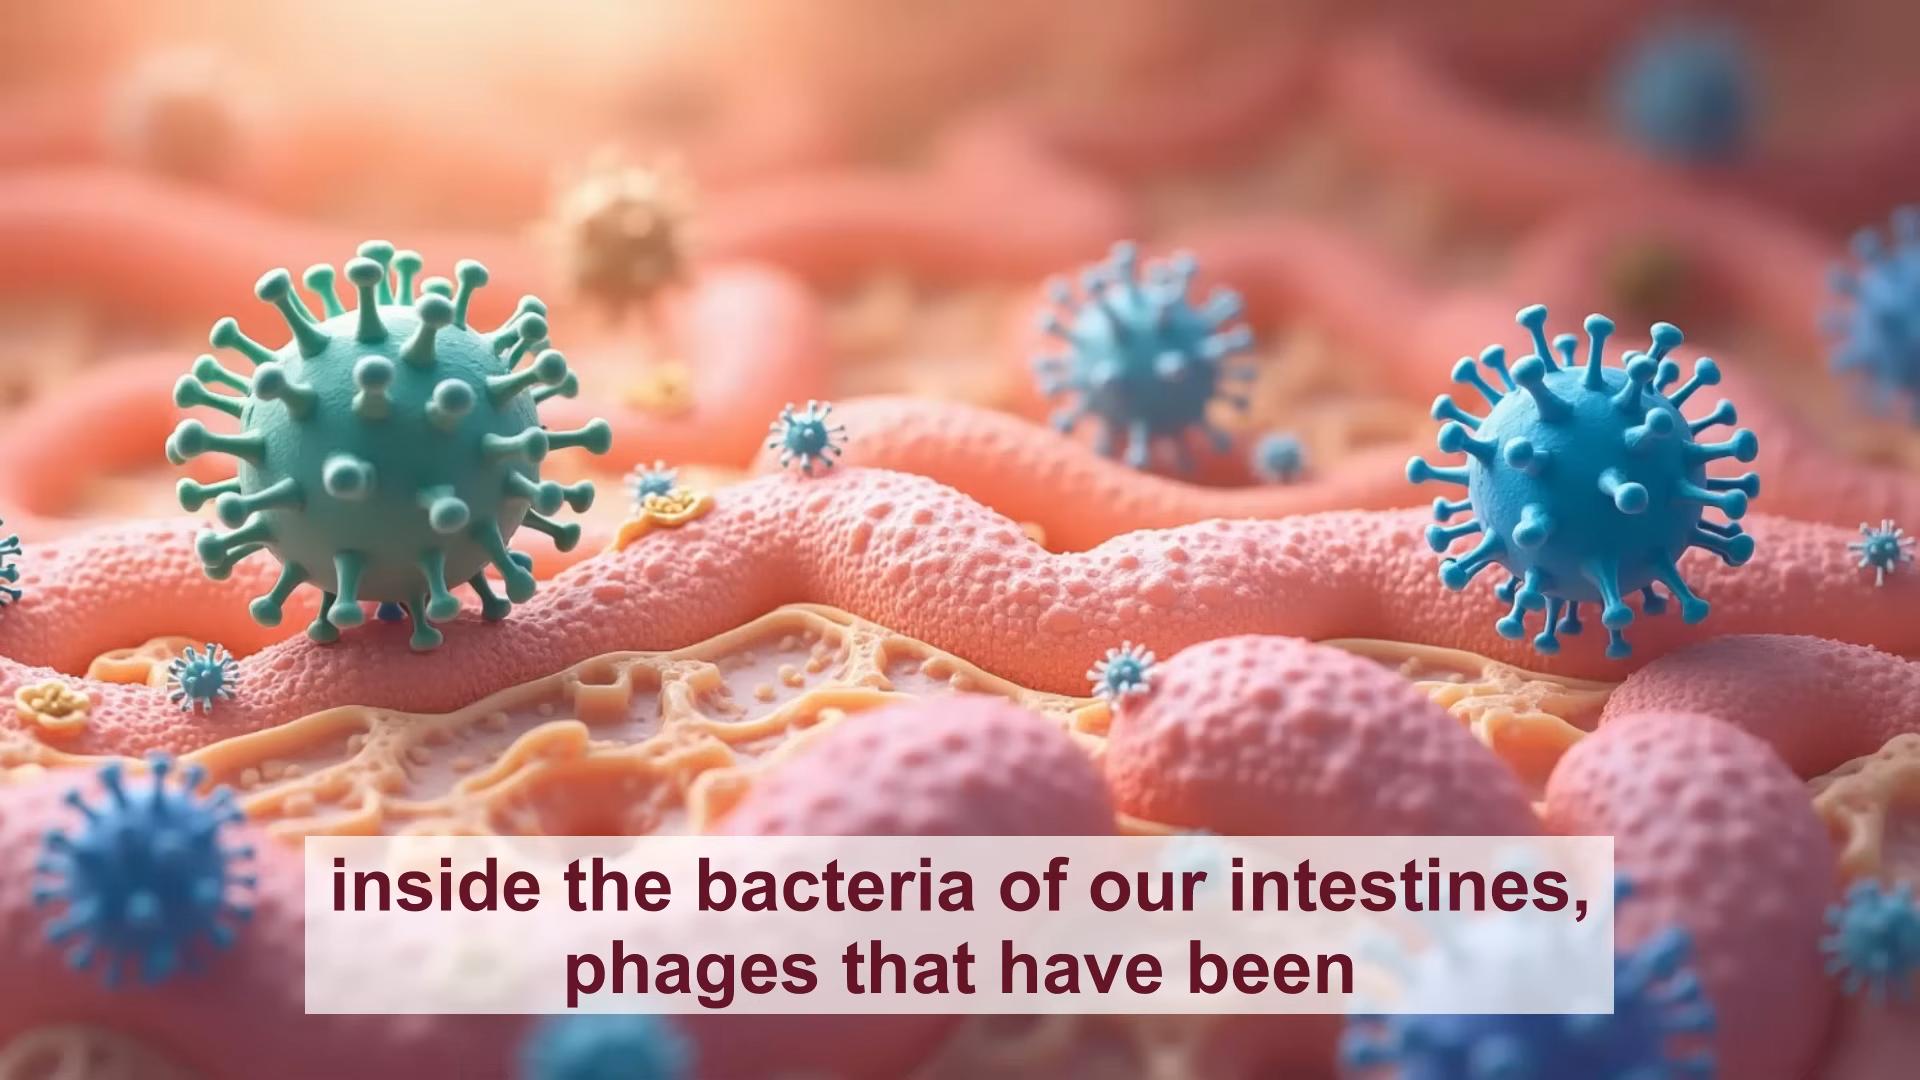 inside the bacteria of our intestines,
phages that have been